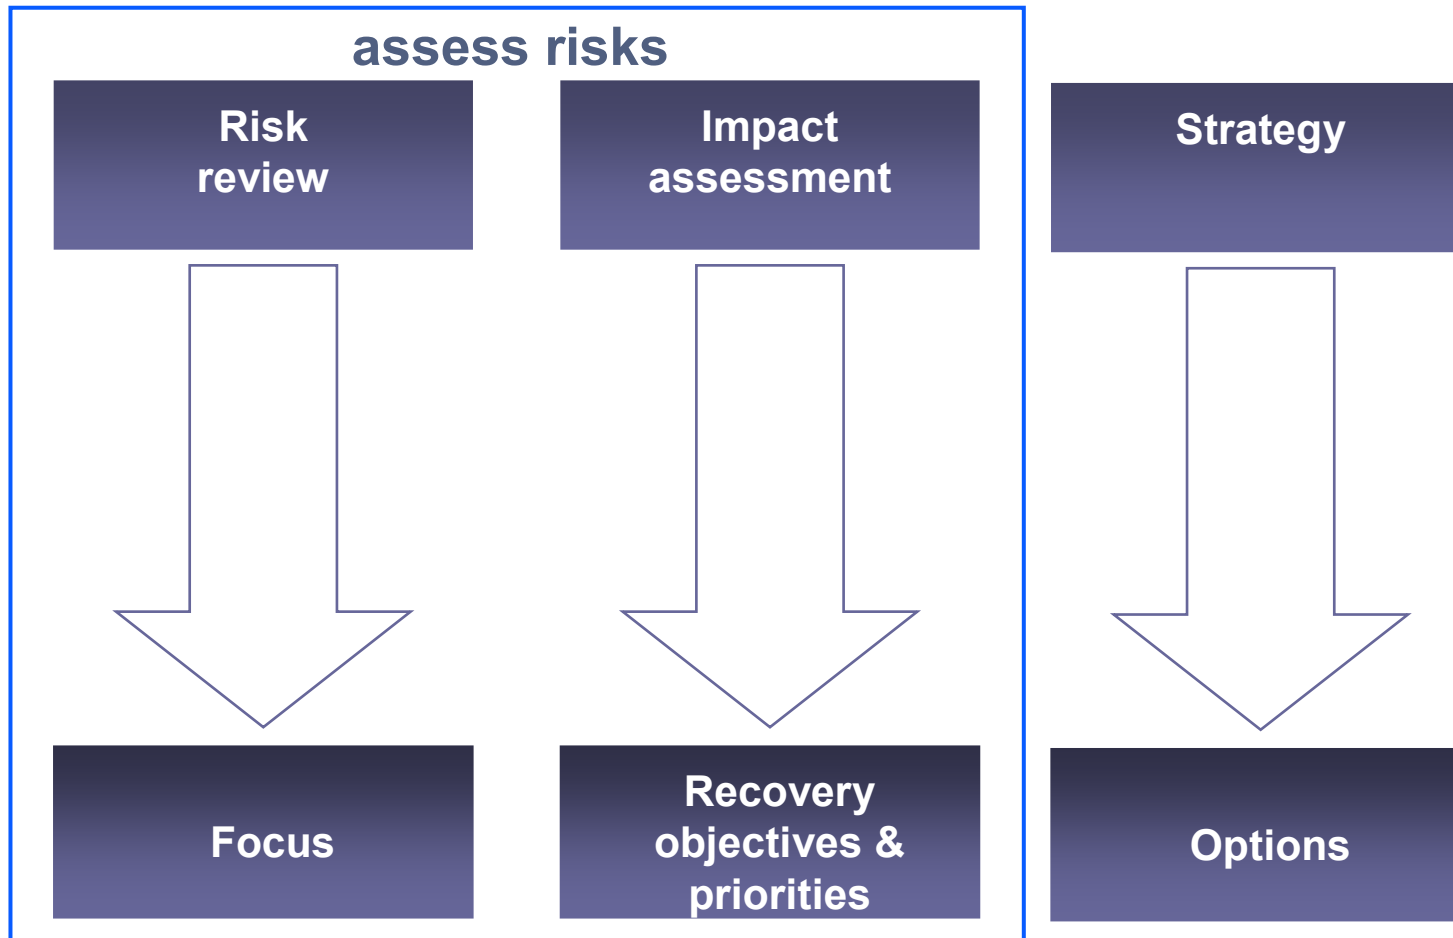 assess risks
Risk
review
Impact
assessment
Strategy
Focus
Recovery
objectives &
priorities
Options